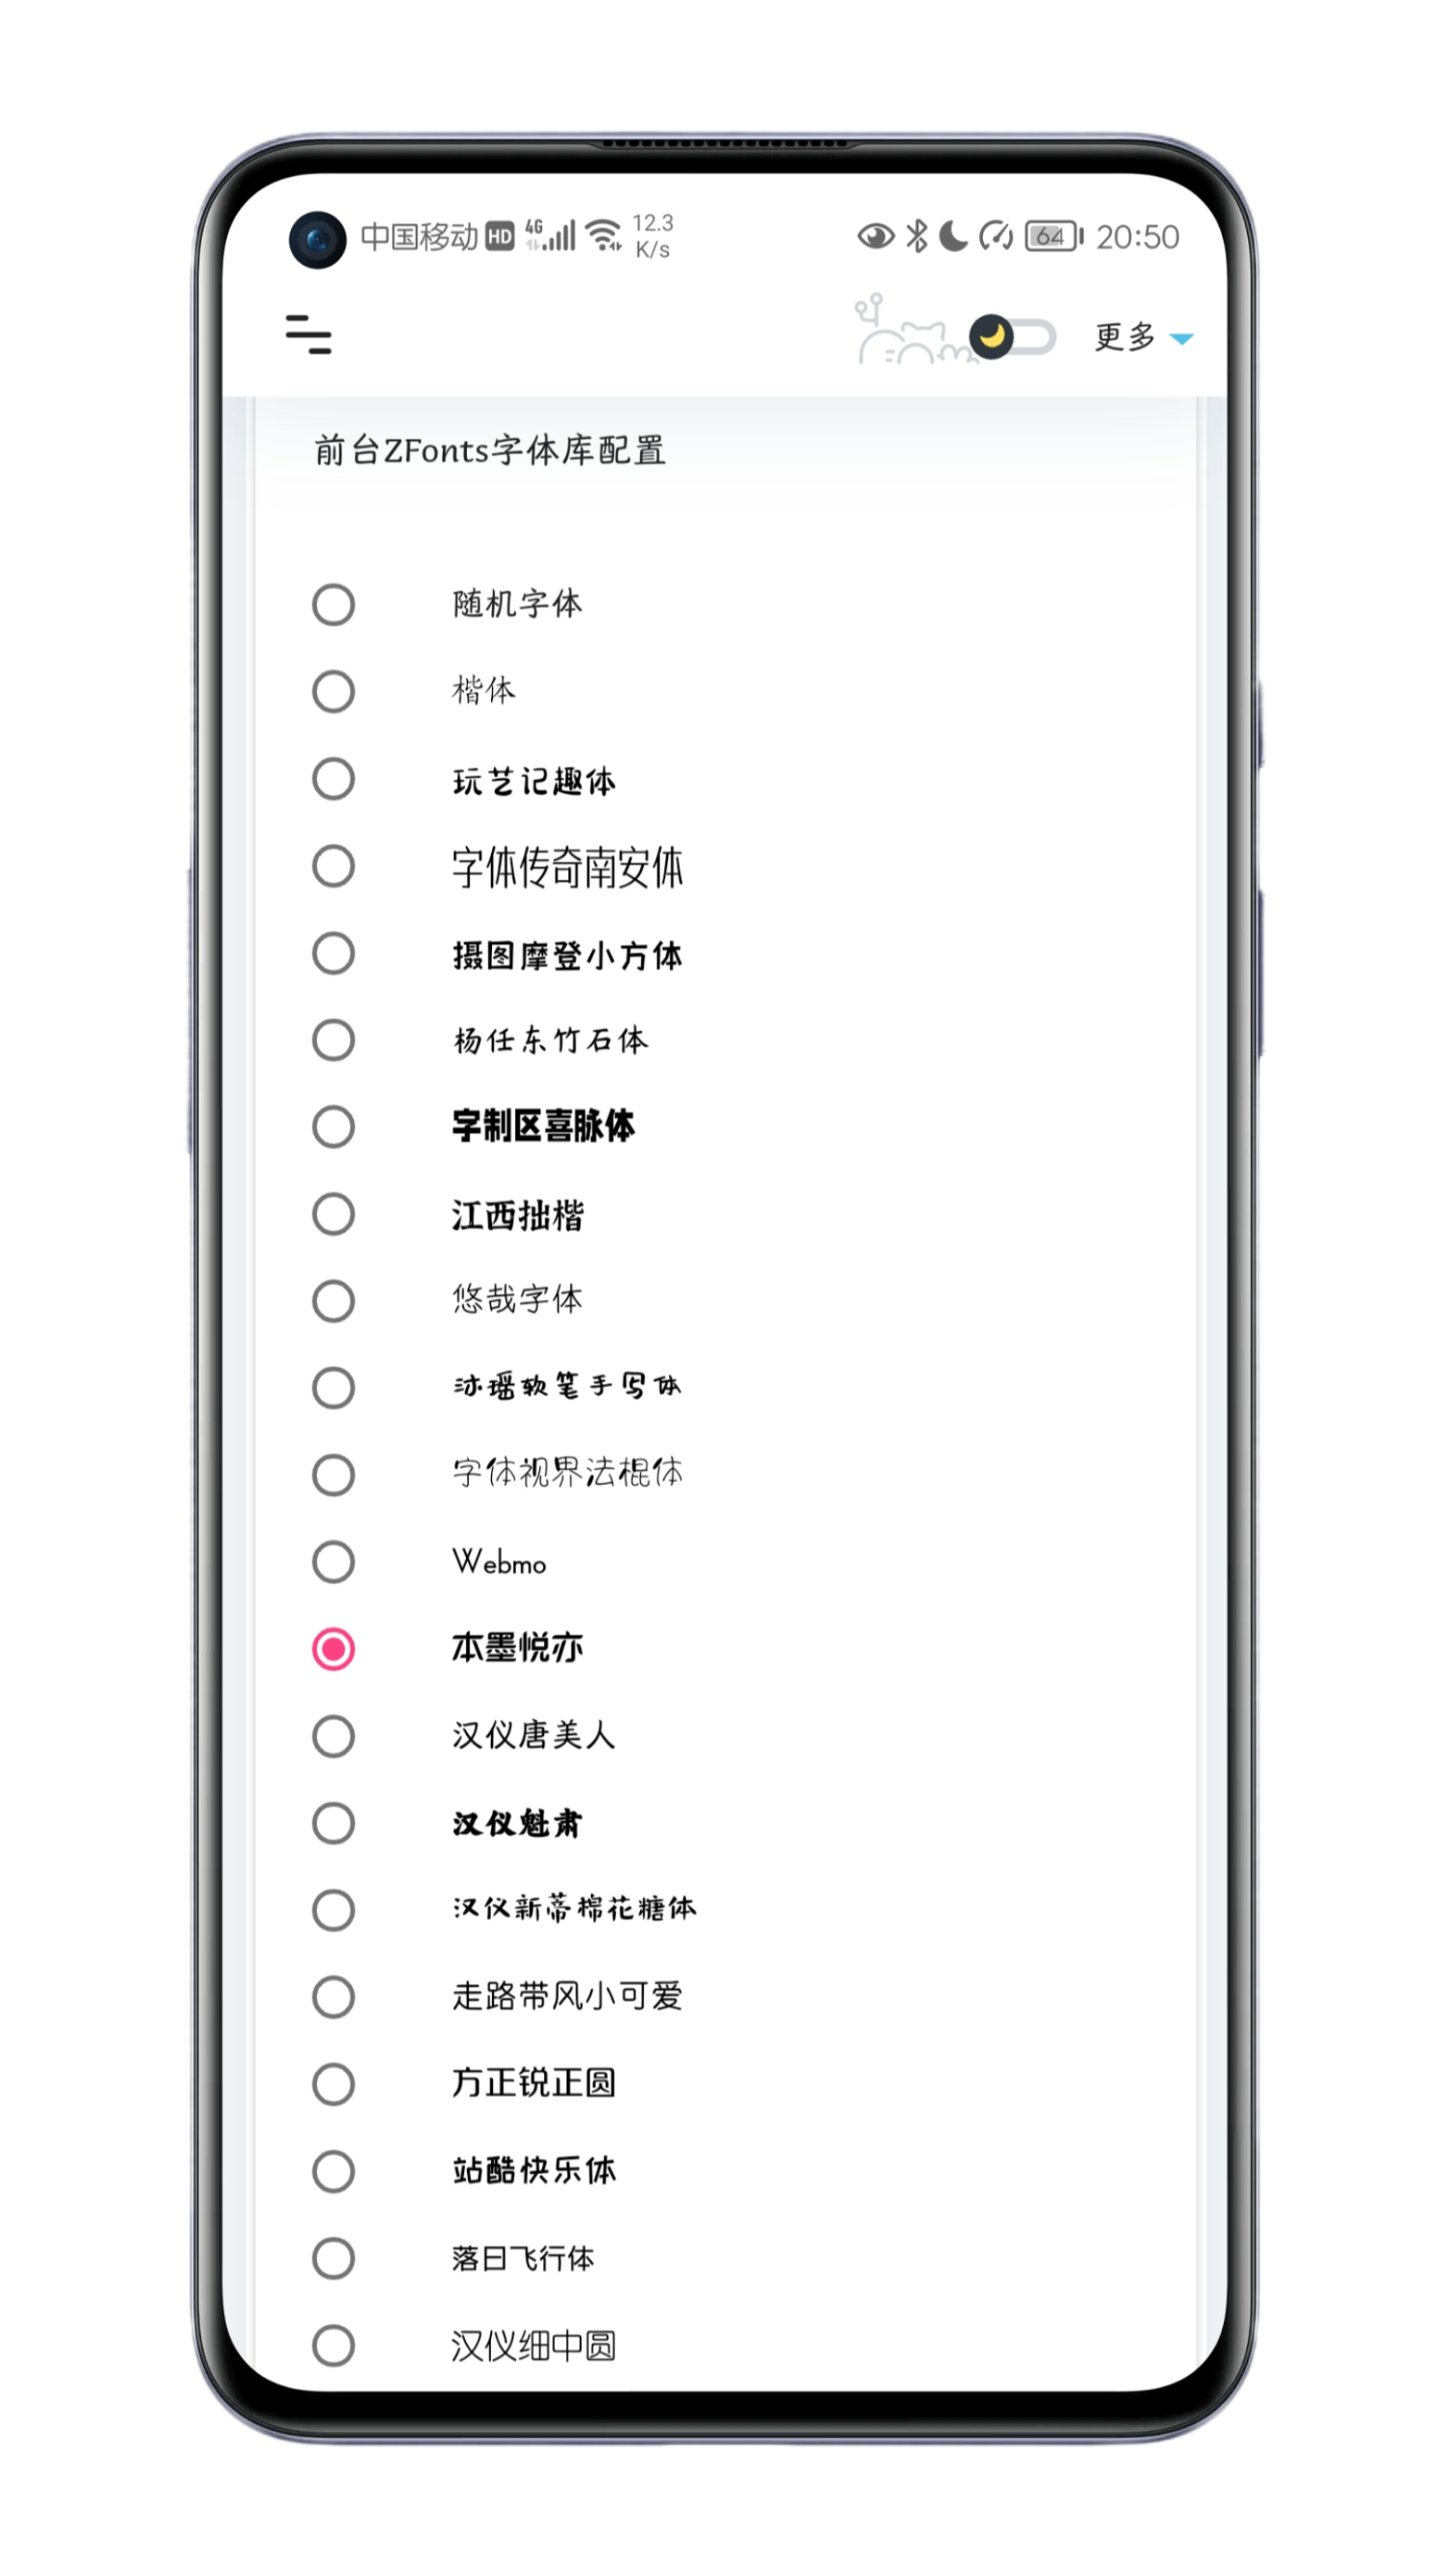 中国移动 HD 4G 12.3 K/s 64 20:50
更多
前台ZFonts字体库配置
随机字体
楷体
玩艺记趣体
字体传奇南安体
摄图摩登小方体
杨任东竹石体
字制区喜脉体
江西拙楷
悠哉字体
沐瑶软笔手写体
字体视界法棍体
Webmo
本墨悦亦
汉仪唐美人
汉仪魁肃
汉仪新蒂棉花糖体
走路带风小可爱
方正锐正圆
站酷快乐体
落日飞行体
汉仪细中圆